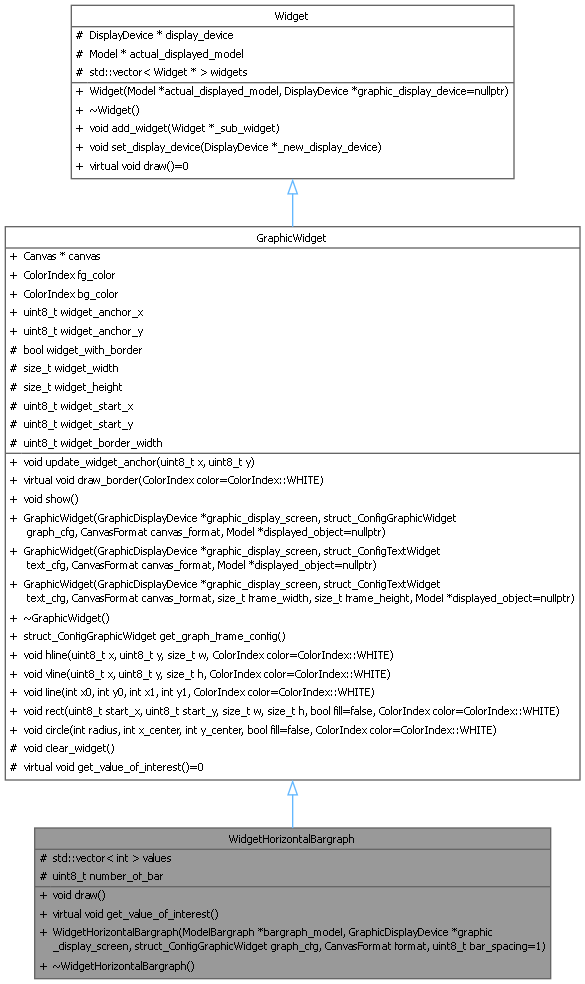 Widget
# DisplayDevice * display_device
# Model * actual_displayed_model
# std::vector< Widget * > widgets
+ Widget(Model *actual_displayed_model, DisplayDevice *graphic_display_device=nullptr)
+ ~Widget()
+ void add_widget(Widget *_sub_widget)
+ void set_display_device(DisplayDevice *_new_display_device)
+ virtual void draw()=0
GraphicWidget
+ Canvas * canvas
+ ColorIndex fg_color
+ ColorIndex bg_color
+ uint8_t widget_anchor_x
+ uint8_t widget_anchor_y
# bool widget_with_border
# size_t widget_width
# size_t widget_height
# uint8_t widget_start_x
# uint8_t widget_start_y
# uint8_t widget_border_width
+ void update_widget_anchor(uint8_t x, uint8_t y)
+ virtual void draw_border(ColorIndex color=ColorIndex::WHITE)
+ void show()
+ GraphicWidget(GraphicDisplayDevice *graphic_display_screen, struct_ConfigGraphicWidget
graph_cfg, CanvasFormat canvas_format, Model *displayed_object=nullptr)
+ GraphicWidget(GraphicDisplayDevice *graphic_display_screen, struct_ConfigTextWidget
text_cfg, CanvasFormat canvas_format, Model *displayed_object=nullptr)
+ GraphicWidget(GraphicDisplayDevice *graphic_display_screen, struct_ConfigTextWidget
text_cfg, CanvasFormat canvas_format, size_t frame_width, size_t frame_height, Model *displayed_object=nullptr)
+ ~GraphicWidget()
+ struct_ConfigGraphicWidget get_graph_frame_config()
+ void hline(uint8_t x, uint8_t y, size_t w, ColorIndex color=ColorIndex::WHITE)
+ void vline(uint8_t x, uint8_t y, size_t h, ColorIndex color=ColorIndex::WHITE)
+ void line(int x0, int y0, int x1, int y1, ColorIndex color=ColorIndex::WHITE)
+ void rect(uint8_t start_x, uint8_t start_y, size_t w, size_t h, bool fill=false, ColorIndex color=ColorIndex::WHITE)
+ void circle(int radius, int x_center, int y_center, bool fill=false, ColorIndex color=ColorIndex::WHITE)
# void clear_widget()
# virtual void get_value_of_interest()=0
WidgetHorizontalBargraph
# std::vector< int > values
# uint8_t number_of_bar
+ void draw()
+ virtual void get_value_of_interest()
+ WidgetHorizontalBargraph(ModelBargraph *bargraph_model, GraphicDisplayDevice *graphic
_display_screen, struct_ConfigGraphicWidget graph_cfg, CanvasFormat format, uint8_t bar_spacing=1)
+ ~WidgetHorizontalBargraph()